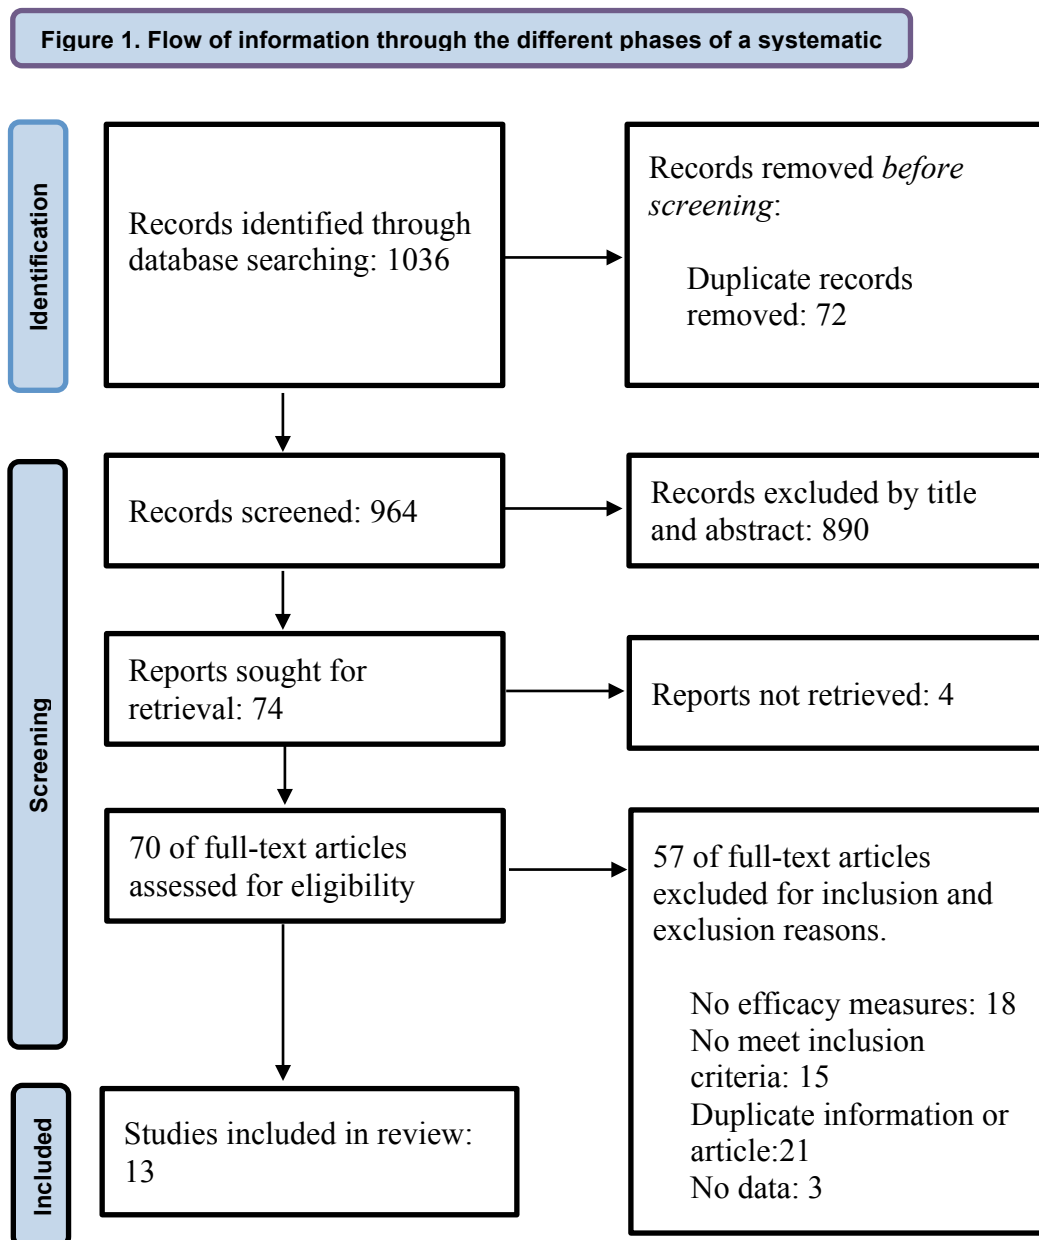 Figure 1. Flow of information through the different phases of a systematic
Identification
Records identified through
database searching: 1036
Records removed before
screening:
Duplicate records
removed: 72
Screening
Records screened: 964
Records excluded by title
and abstract: 890
Reports sought for
retrieval: 74
Reports not retrieved: 4
70 of full-text articles
assessed for eligibility
57 of full-text articles
excluded for inclusion and
exclusion reasons.
No efficacy measures: 18
No meet inclusion
criteria: 15
Duplicate information or
article:21
No data: 3
Included
Studies included in review:
13